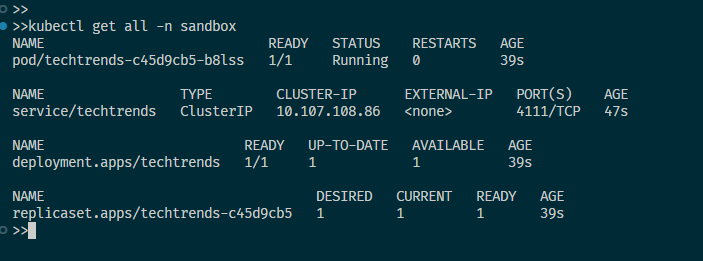 >>
>>kubectl get all -n sandbox
NAME                            READY   STATUS    RESTARTS   AGE
pod/techtrends-c45d9cb5-b8lss   1/1     Running   0          39s
NAME                 TYPE        CLUSTER-IP      EXTERNAL-IP   PORT(S)    AGE
service/techtrends   ClusterIP   10.107.108.86   <none>        4111/TCP   47s
NAME                         READY   UP-TO-DATE   AVAILABLE   AGE
deployment.apps/techtrends   1/1     1            1           39s
NAME                                  DESIRED   CURRENT   READY   AGE
replicaset.apps/techtrends-c45d9cb5   1         1         1       39s
>>